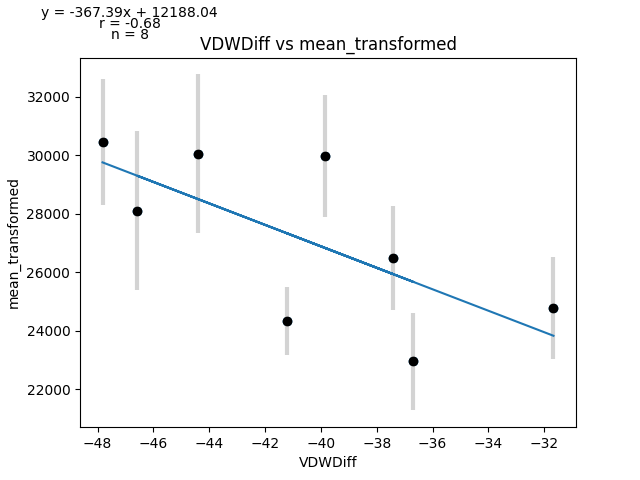 y = -367.39x + 12188.04
r = -0.68
n = 8
VDWDiff vs mean_transformed
mean_transformed
32000
30000
28000
26000
24000
22000
−48
−46
−44
−42
−40
−38
−36
−34
−32
VDWDiff